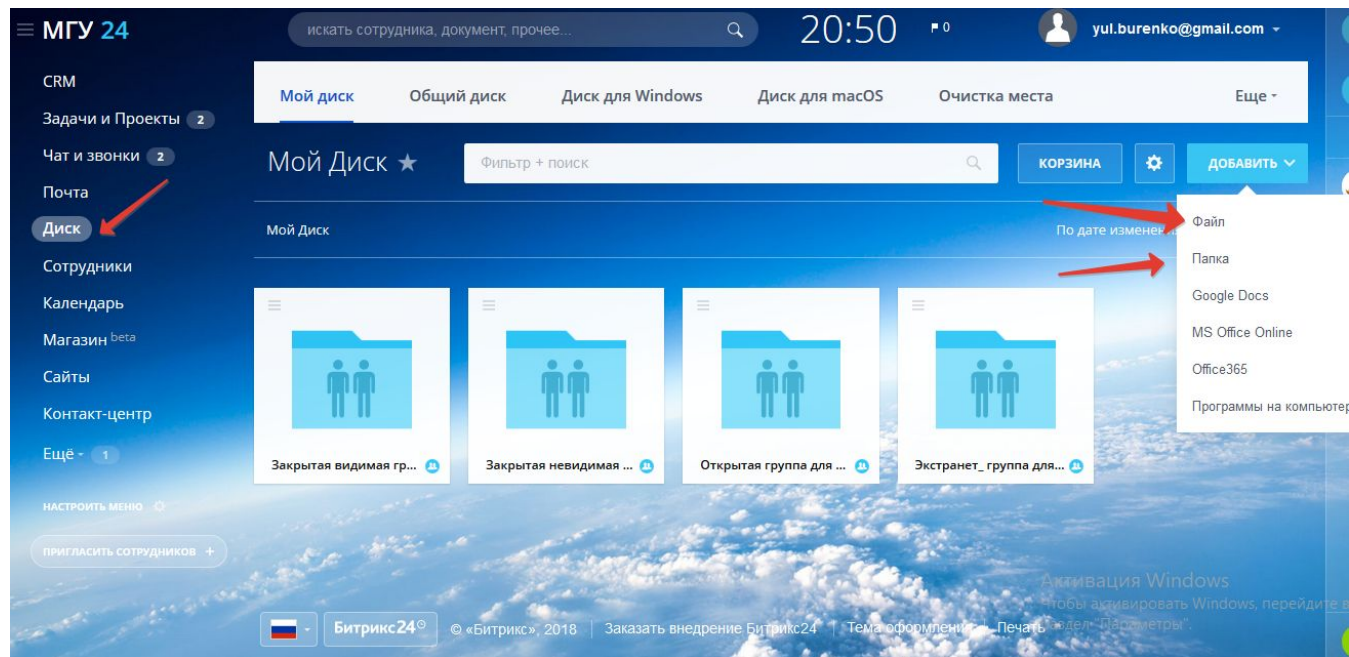 МГУ 24
искать сотрудника, документ, прочее...
20:50
0
yul.burenko@gmail.com
CRM
Задачи и Проекты 2
Чат и звонки 2
Почта
Диск
Сотрудники
Календарь
Магазин beta
Сайты
Контакт-центр
Ещё 1
НАСТРОИТЬ МЕНЮ
ПРИГЛАСИТЬ СОТРУДНИКОВ +
Мой диск Общий диск Диск для Windows Диск для macOS Очистка места Еще
Мой Диск
Фильтр + поиск
КОРЗИНА
ДОБАВИТЬ
Мой Диск
По дате изменен
Файл
Папка
Google Docs
MS Office Online
Office365
Программы на компьютер
Закрытая видимая гр...
Закрытая невидимая ...
Открытая группа для ...
Экстранет_ группа для...
Активация Windows
Чтобы активировать Windows, перейдите в
раздел "Параметры".
Битрикс24
© «Битрикс», 2018
Заказать внедрение Битрикс24
Тема оформления
Печать